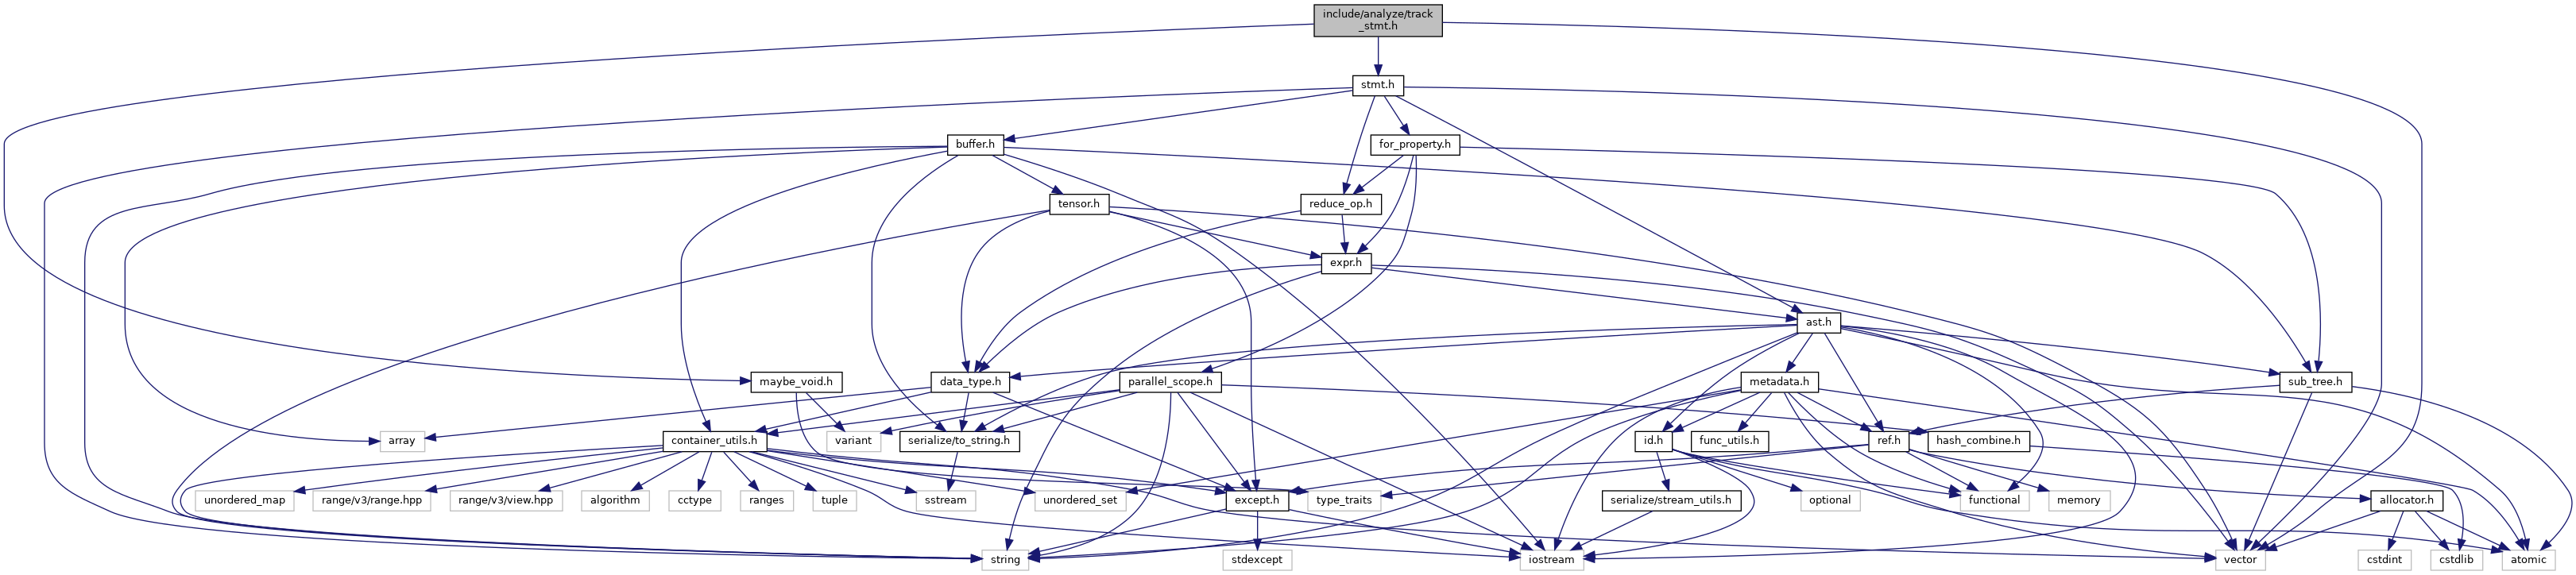 include/analyze/track
_stmt.h
stmt.h
buffer.h
for_property.h
tensor.h
reduce_op.h
expr.h
ast.h
maybe_void.h
data_type.h
parallel_scope.h
metadata.h
sub_tree.h
array
container_utils.h
variant
serialize/to_string.h
id.h
func_utils.h
ref.h
hash_combine.h
unordered_map
range/v3/range.hpp
range/v3/view.hpp
algorithm
cctype
ranges
tuple
sstream
unordered_set
except.h
type_traits
serialize/stream_utils.h
optional
functional
memory
allocator.h
string
stdexcept
iostream
vector
cstdint
cstdlib
atomic